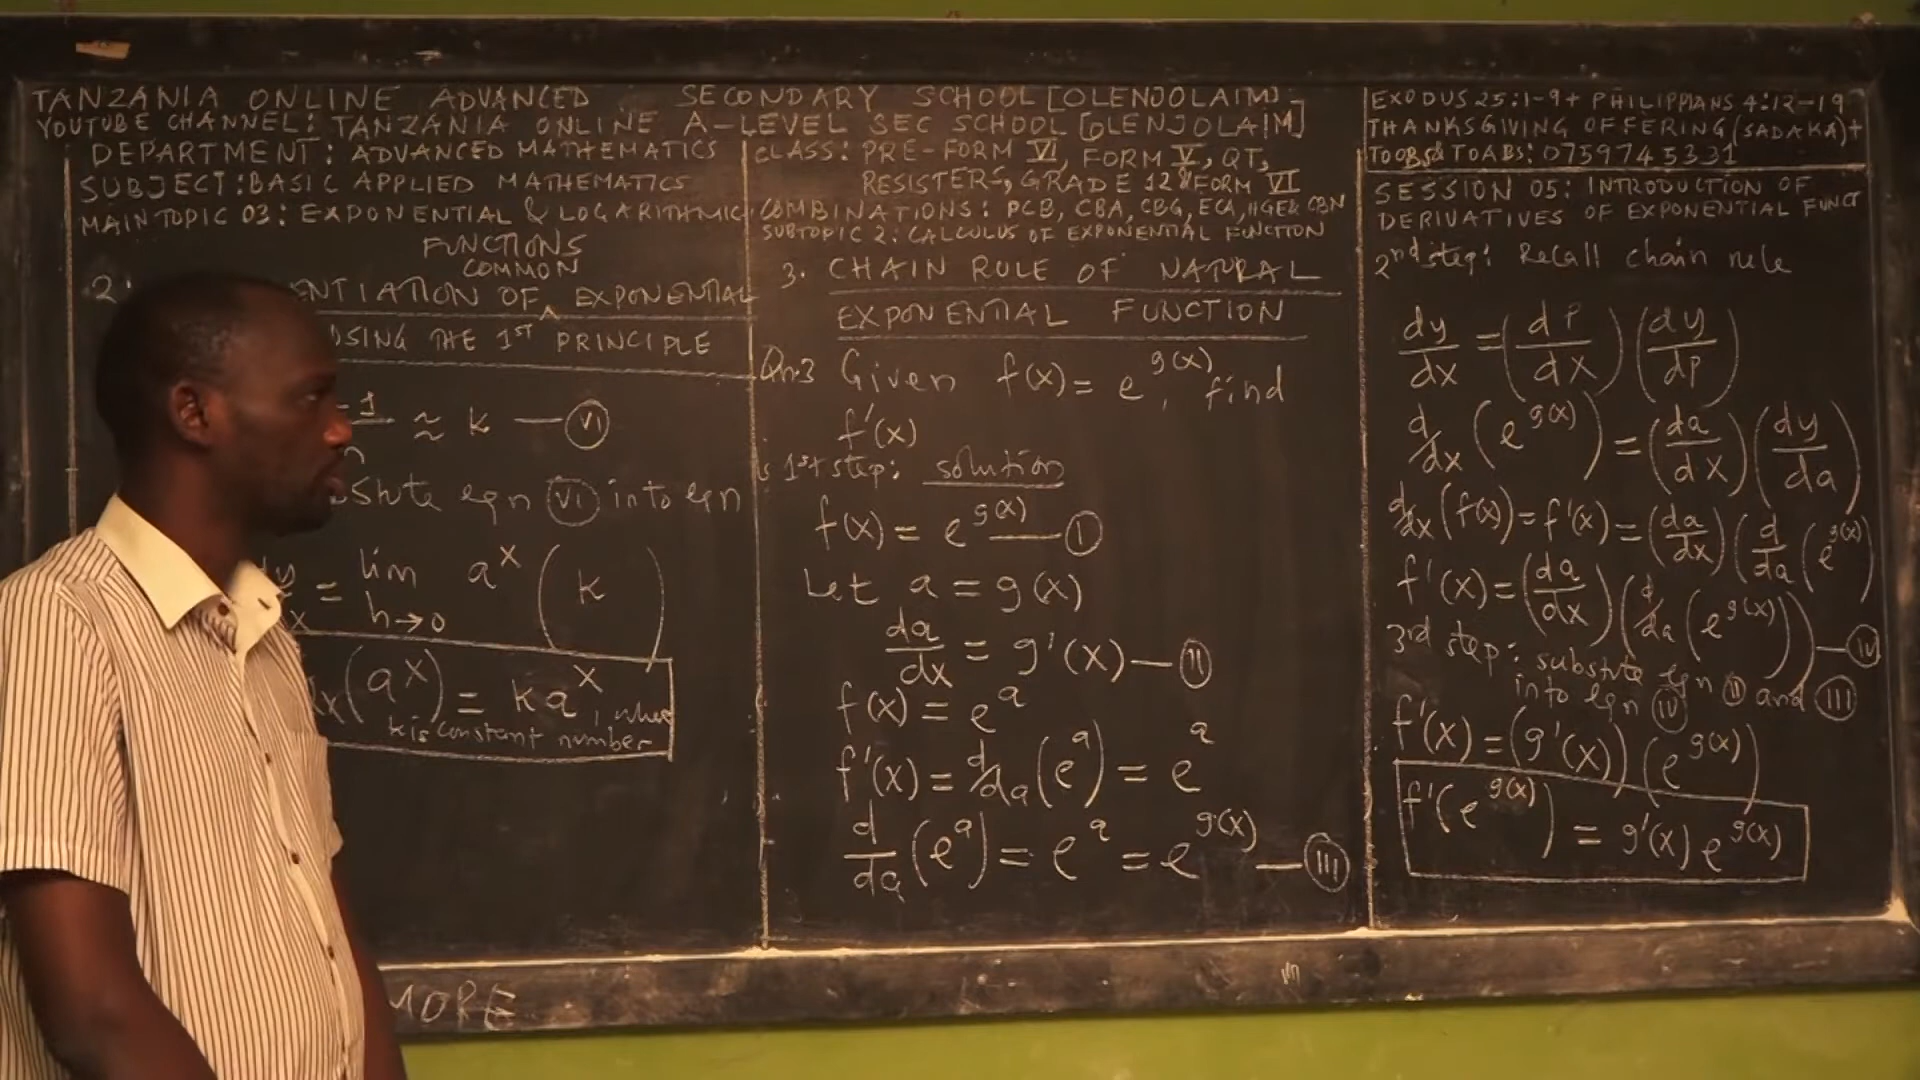 TANZANIA ONLINE ADVANCED SECONDARY SCHOOL [OLENJOLAIM]
YOUTUBE CHANNEL: TANZANIA ONLINE A-LEVEL SEC SCHOOL [OLENJOLAIM]
DEPARTMENT: ADVANCED MATHEMATICS
SUBJECT: BASIC APPLIED MATHEMATICS
MAIN TOPIC 03: EXPONENTIAL & LOGARITHMIC
FUNCTIONS
COMMON
2. ENTIATION OF ^ EXPONENTIAL
USING THE 1ST PRINCIPLE
-1/h ≈ k — (VI)
eqn (VI) into eqn
dy/x = lim h→0 a^x (k)
dx(a^x) = ka^x, where
k is constant number
MORE
CLASS: PRE-FORM VI, FORM V, QT,
RESISTERS, GRADE 12 & FORM VI
COMBINATIONS: PCB, CBA, CBG, ECA, HGE & CBN
SUBTOPIC 2: CALCULUS OF EXPONENTIAL FUNCTION
3. CHAIN RULE OF NATURAL
EXPONENTIAL FUNCTION
Qn.3 Given f(x) = e^g(x), find
f'(x)
1st step: solution
f(x) = e^g(x) — (I)
Let a = g(x)
da/dx = g'(x) — (II)
f(x) = e^a
f'(x) = d/da (e^a) = e^a
d/da (e^a) = e^a = e^g(x) — (III)
EXODUS 25:1-9 + PHILIPPIANS 4:12-19
THANKSGIVING OFFERING (SADAKA) +
TOOBS & TOABS: 0759745331
SESSION 05: INTRODUCTION OF
DERIVATIVES OF EXPONENTIAL FUNCT
2nd step: Recall chain rule
dy/dx = (dP/dx) (dy/dP)
d/dx (e^g(x)) = (da/dx) (dy/da)
d/dx (f(x)) = f'(x) = (da/dx) (d/da (e^g(x))
f'(x) = (da/dx) (d/da (e^g(x))) — (IV)
3rd step: substute eqn (II) and (III)
into eqn (IV)
f'(x) = (g'(x)) (e^g(x))
f'(e^g(x)) = g'(x) e^g(x)